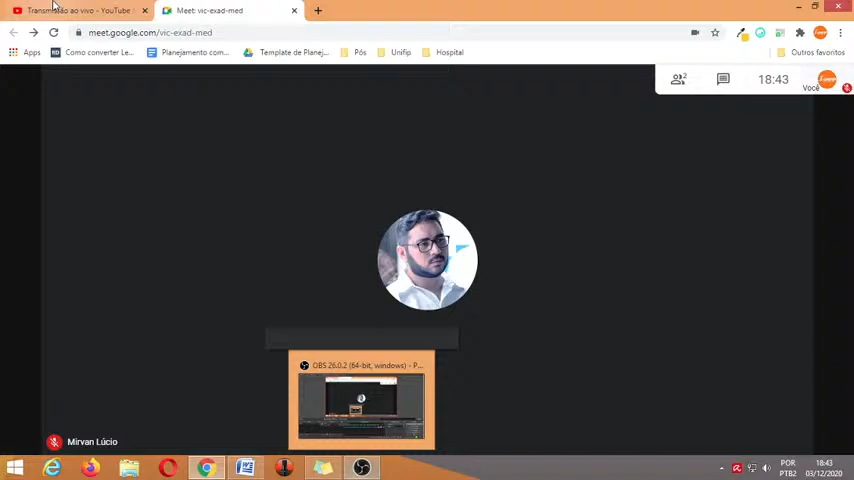 Transmissão ao vivo - YouTube
Meet: vic-exad-med
meet.google.com/vic-exad-med
Apps
Como converter Le...
Planejamento com...
Template de Planej...
Pós
Unifip
Hospital
Outros favoritos
2
18:43
Você
OBS 26.0.2 (64-bit, windows) - P...
Mirvan Lúcio
POR
PTB2
18:43
03/12/2020